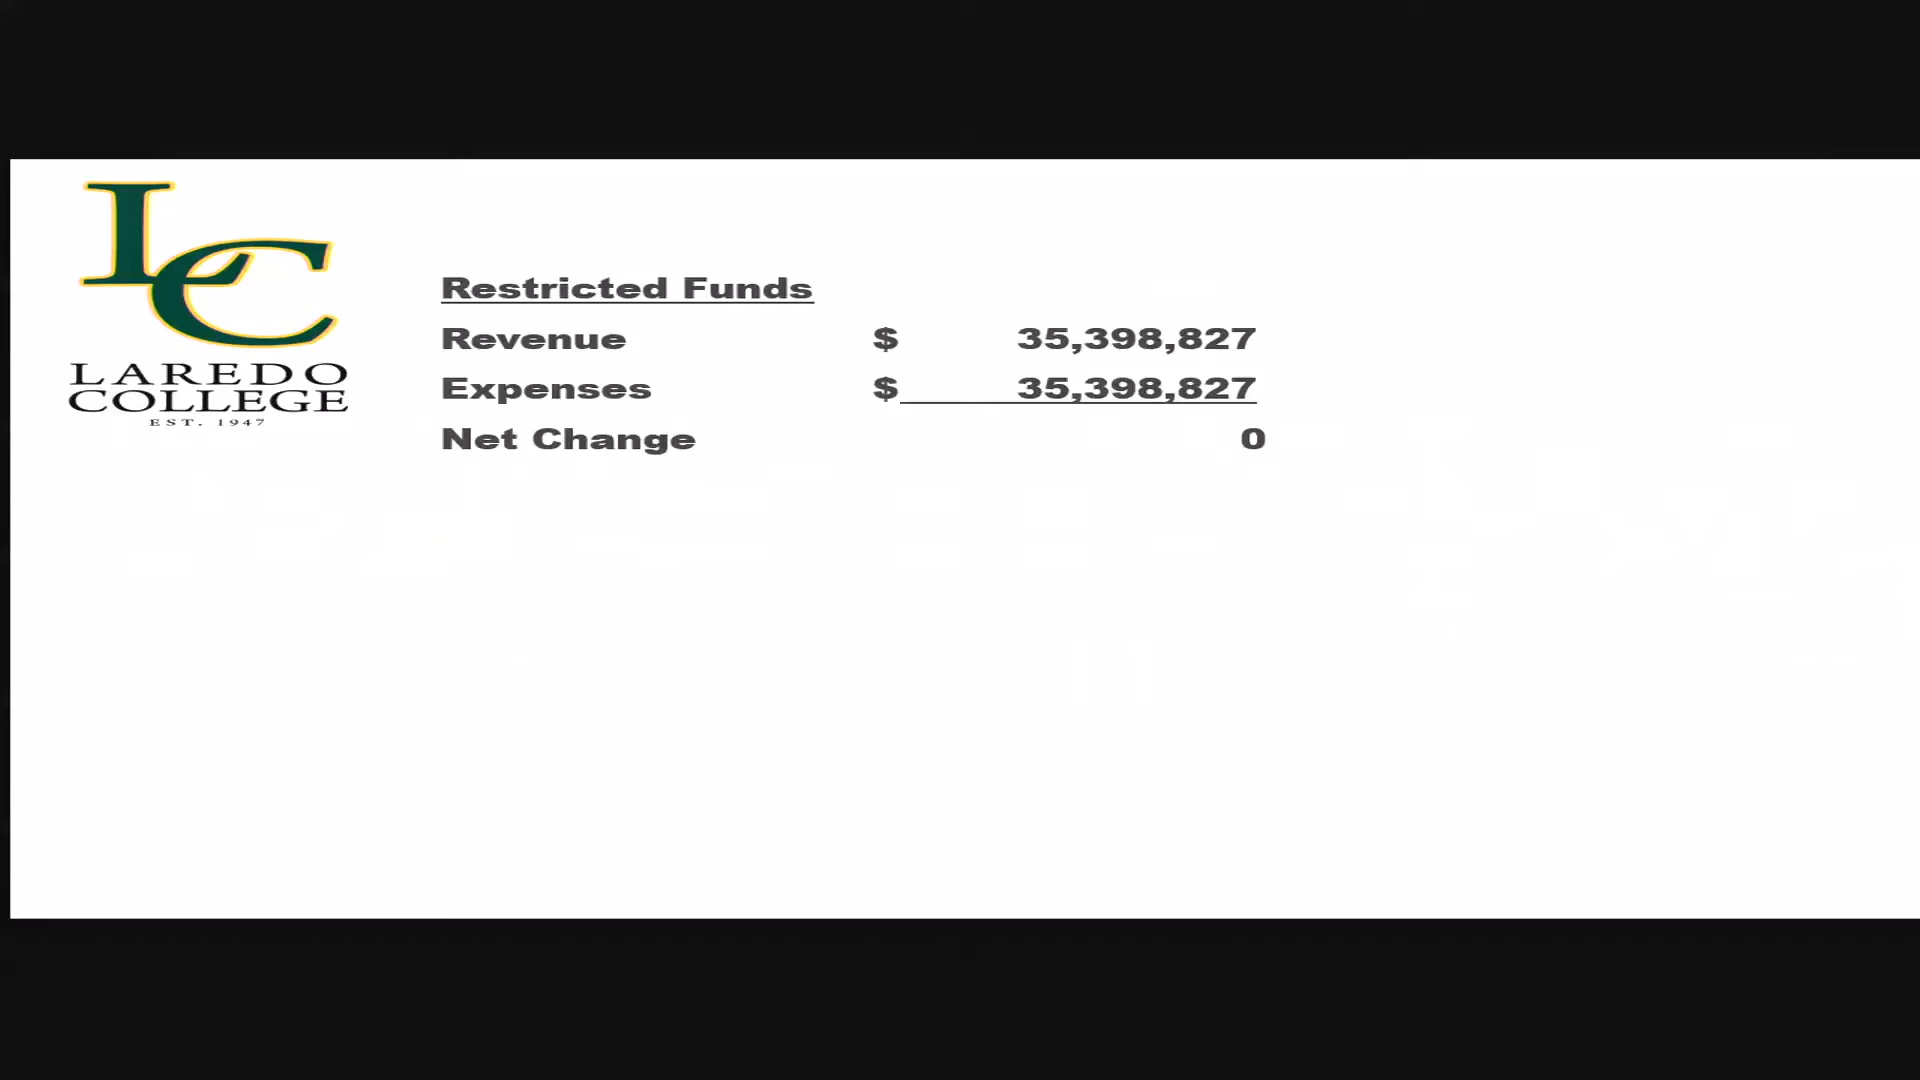 LC
LAREDO
COLLEGE
EST. 1947
Restricted Funds
Revenue $ 35,398,827
Expenses $ 35,398,827
Net Change 0